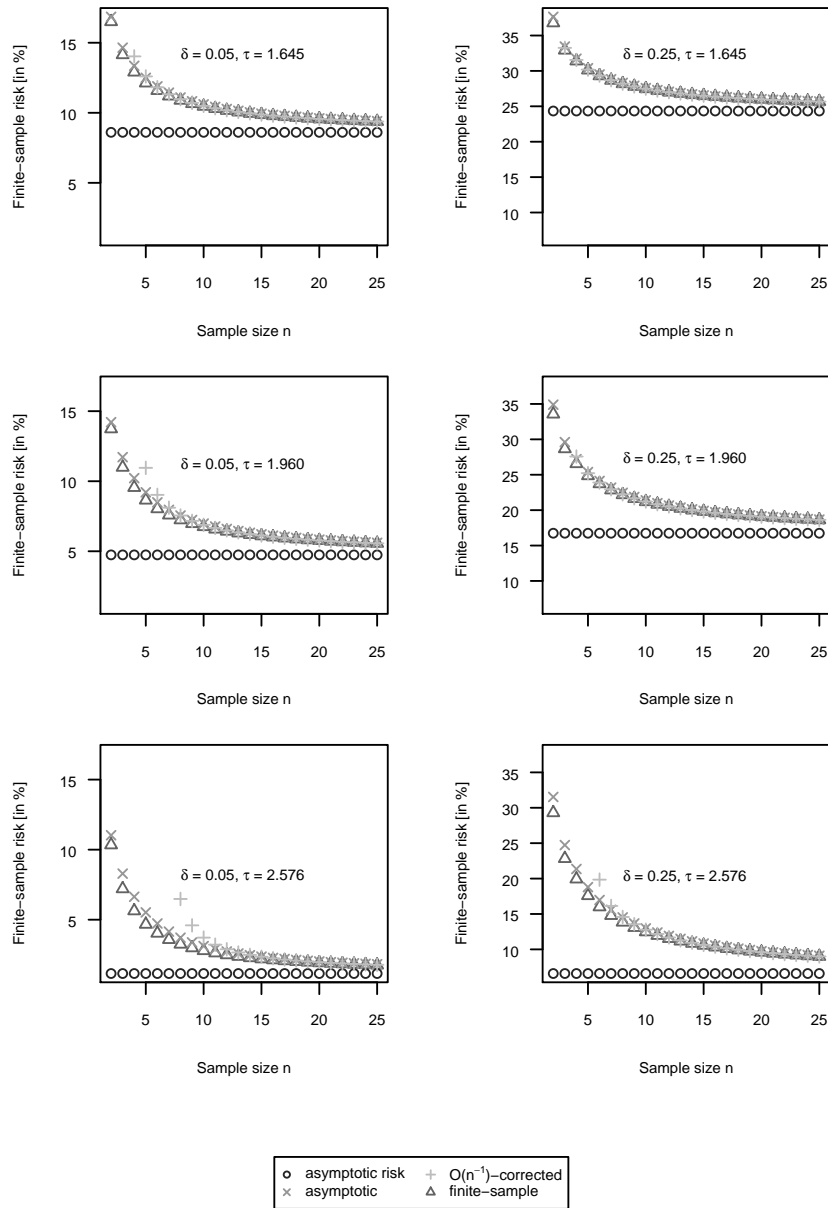 Finite−sample risk [in %]
15
10
5
δ = 0.05, τ = 1.645
5 10 15 20 25
Sample size n
Finite−sample risk [in %]
35
30
25
20
15
10
δ = 0.25, τ = 1.645
5 10 15 20 25
Sample size n
Finite−sample risk [in %]
15
10
5
δ = 0.05, τ = 1.960
5 10 15 20 25
Sample size n
Finite−sample risk [in %]
35
30
25
20
15
10
δ = 0.25, τ = 1.960
5 10 15 20 25
Sample size n
Finite−sample risk [in %]
15
10
5
δ = 0.05, τ = 2.576
5 10 15 20 25
Sample size n
Finite−sample risk [in %]
35
30
25
20
15
10
δ = 0.25, τ = 2.576
5 10 15 20 25
Sample size n
asymptotic risk
asymptotic
O(n⁻¹)−corrected
finite−sample